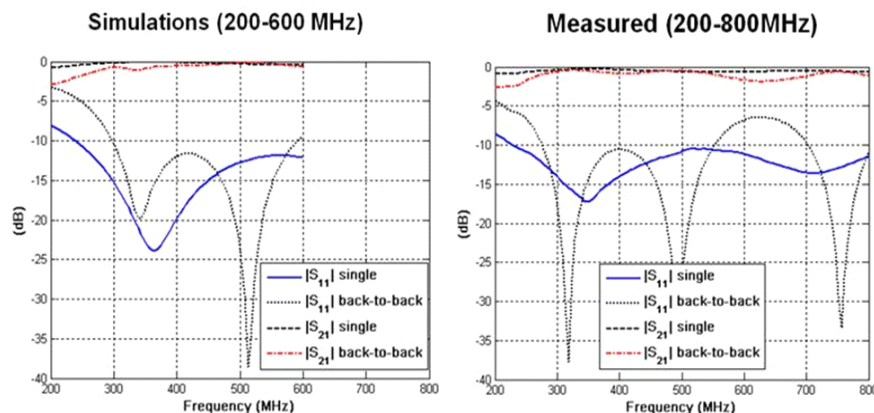 Simulations (200-600 MHz)
0
-5
-10
-15
-20
-25
-30
-35
-40
(dB)
200 300 400 500 600 700 800
Frequency (MHz)
|S11| single
|S11| back-to-back
|S21| single
|S21| back-to-back
Measured (200-800MHz)
0
-5
-10
-15
-20
-25
-30
-35
-40
(dB)
200 300 400 500 600 700 800
Frequency (MHz)
|S11| single
|S11| back-to-back
|S21| single
|S21| back-to-back